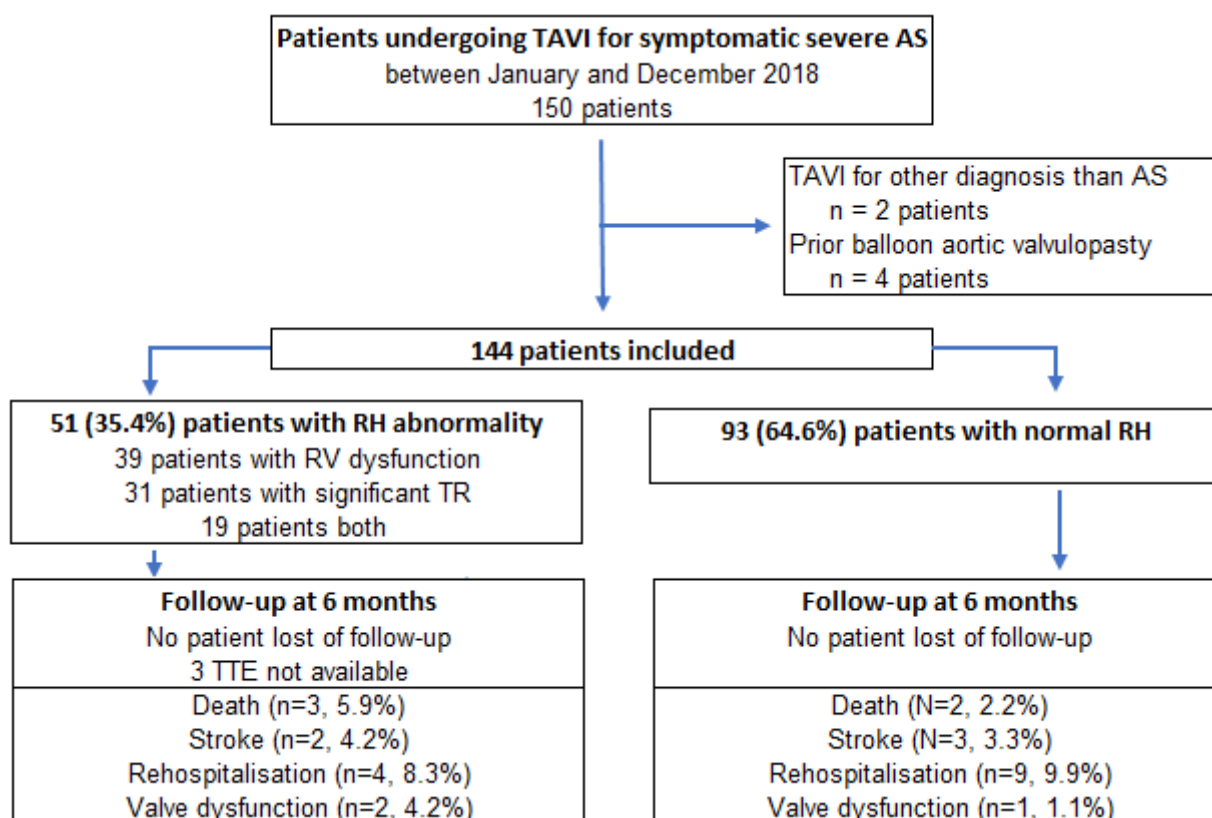 Patients undergoing TAVI for symptomatic severe AS
between January and December 2018
150 patients
TAVI for other diagnosis than AS
n = 2 patients
Prior balloon aortic valvulopasty
n = 4 patients
144 patients included
51 (35.4%) patients with RH abnormality
39 patients with RV dysfunction
31 patients with significant TR
19 patients both
93 (64.6%) patients with normal RH
Follow-up at 6 months
No patient lost of follow-up
3 TTE not available
Death (n=3, 5.9%)
Stroke (n=2, 4.2%)
Rehospitalisation (n=4, 8.3%)
Valve dysfunction (n=2, 4.2%)
Follow-up at 6 months
No patient lost of follow-up
Death (N=2, 2.2%)
Stroke (N=3, 3.3%)
Rehospitalisation (n=9, 9.9%)
Valve dysfunction (n=1, 1.1%)